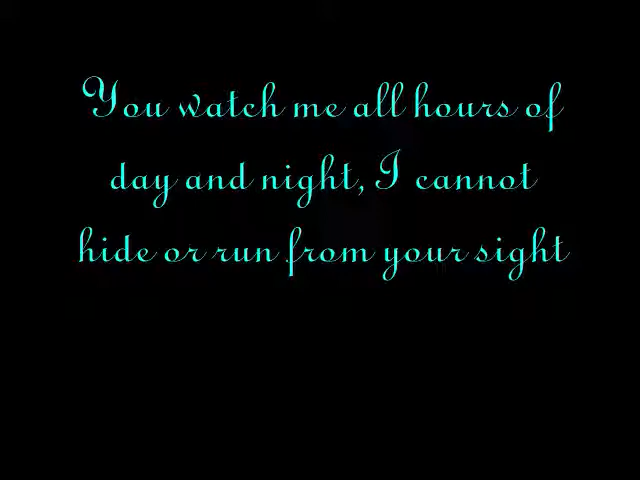 You watch me all hours of
day and night, I cannot
hide or run from your sight